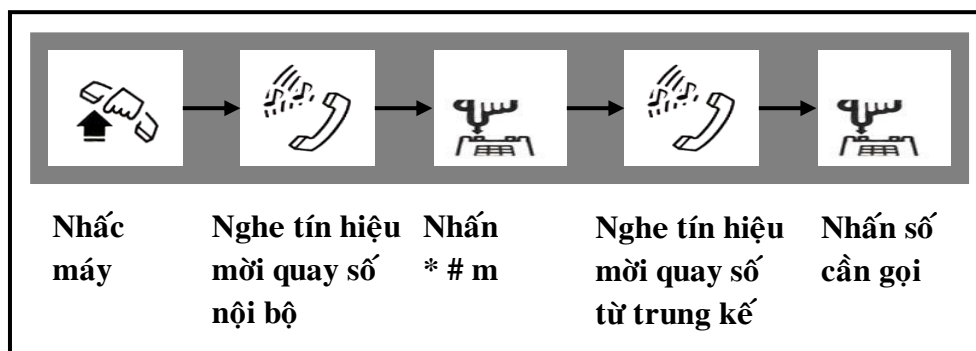 Nhấc
máy
Nghe tín hiệu
mời quay số
nội bộ
Nhấn
* # m
Nghe tín hiệu
mời quay số
từ trung kế
Nhấn số
cần gọi